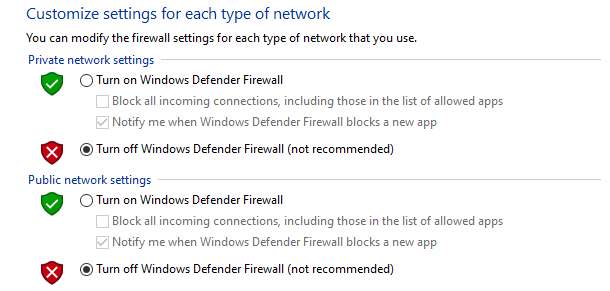 Customize settings for each type of network
You can modify the firewall settings for each type of network that you use.
Private network settings
Turn on Windows Defender Firewall
Block all incoming connections, including those in the list of allowed apps
Notify me when Windows Defender Firewall blocks a new app
Turn off Windows Defender Firewall (not recommended)
Public network settings
Turn on Windows Defender Firewall
Block all incoming connections, including those in the list of allowed apps
Notify me when Windows Defender Firewall blocks a new app
Turn off Windows Defender Firewall (not recommended)